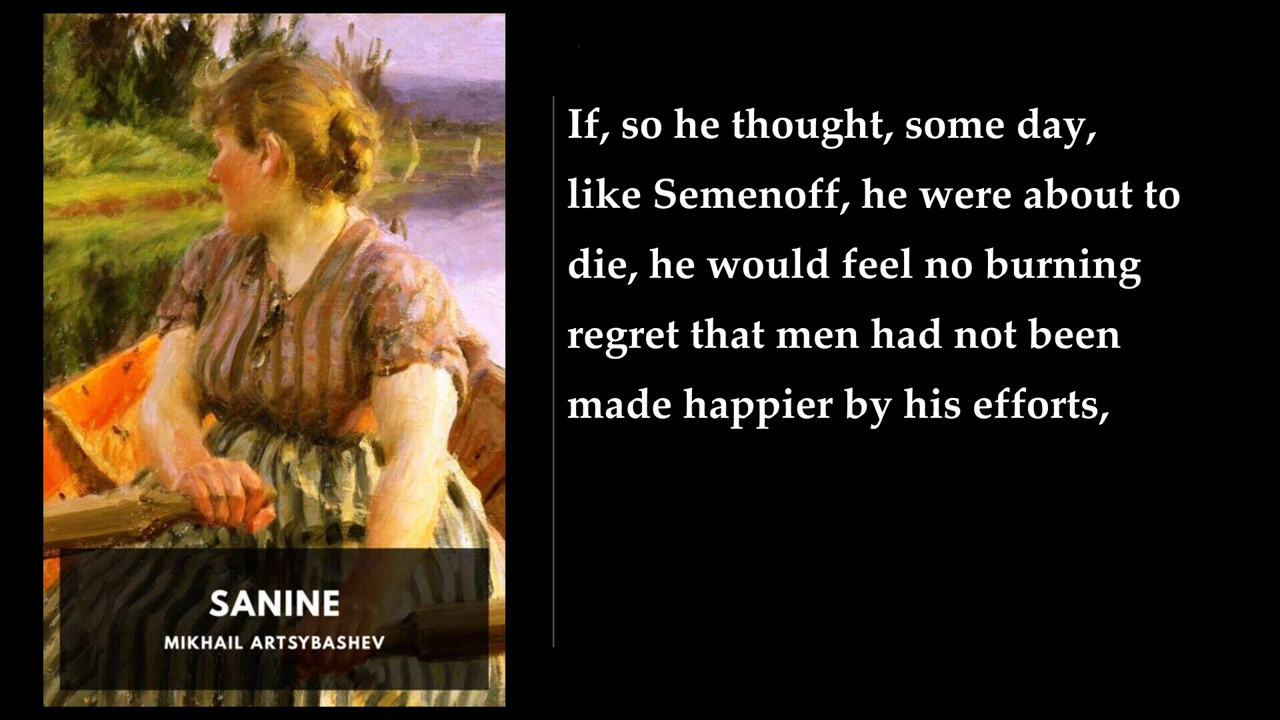 SANINE
MIKHAIL ARTSYBASHEV
If, so he thought, some day,
like Semenoff, he were about to
die, he would feel no burning
regret that men had not been
made happier by his efforts,